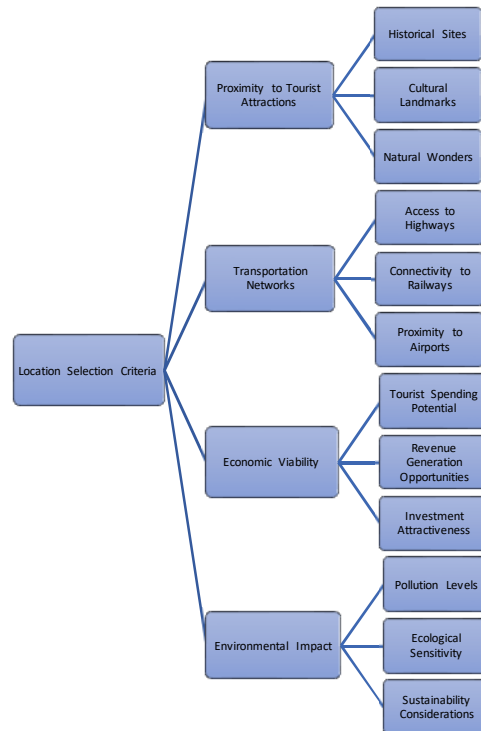 Historical Sites
Proximity to Tourist
Attractions
Cultural
Landmarks
Natural Wonders
Access to
Highways
Transportation
Networks
Connectivity to
Railways
Proximity to
Airports
Location Selection Criteria
Tourist Spending
Potential
Economic Viability
Revenue
Generation
Opportunities
Investment
Attractiveness
Pollution Levels
Environmental Impact
Ecological
Sensitivity
Sustainability
Considerations